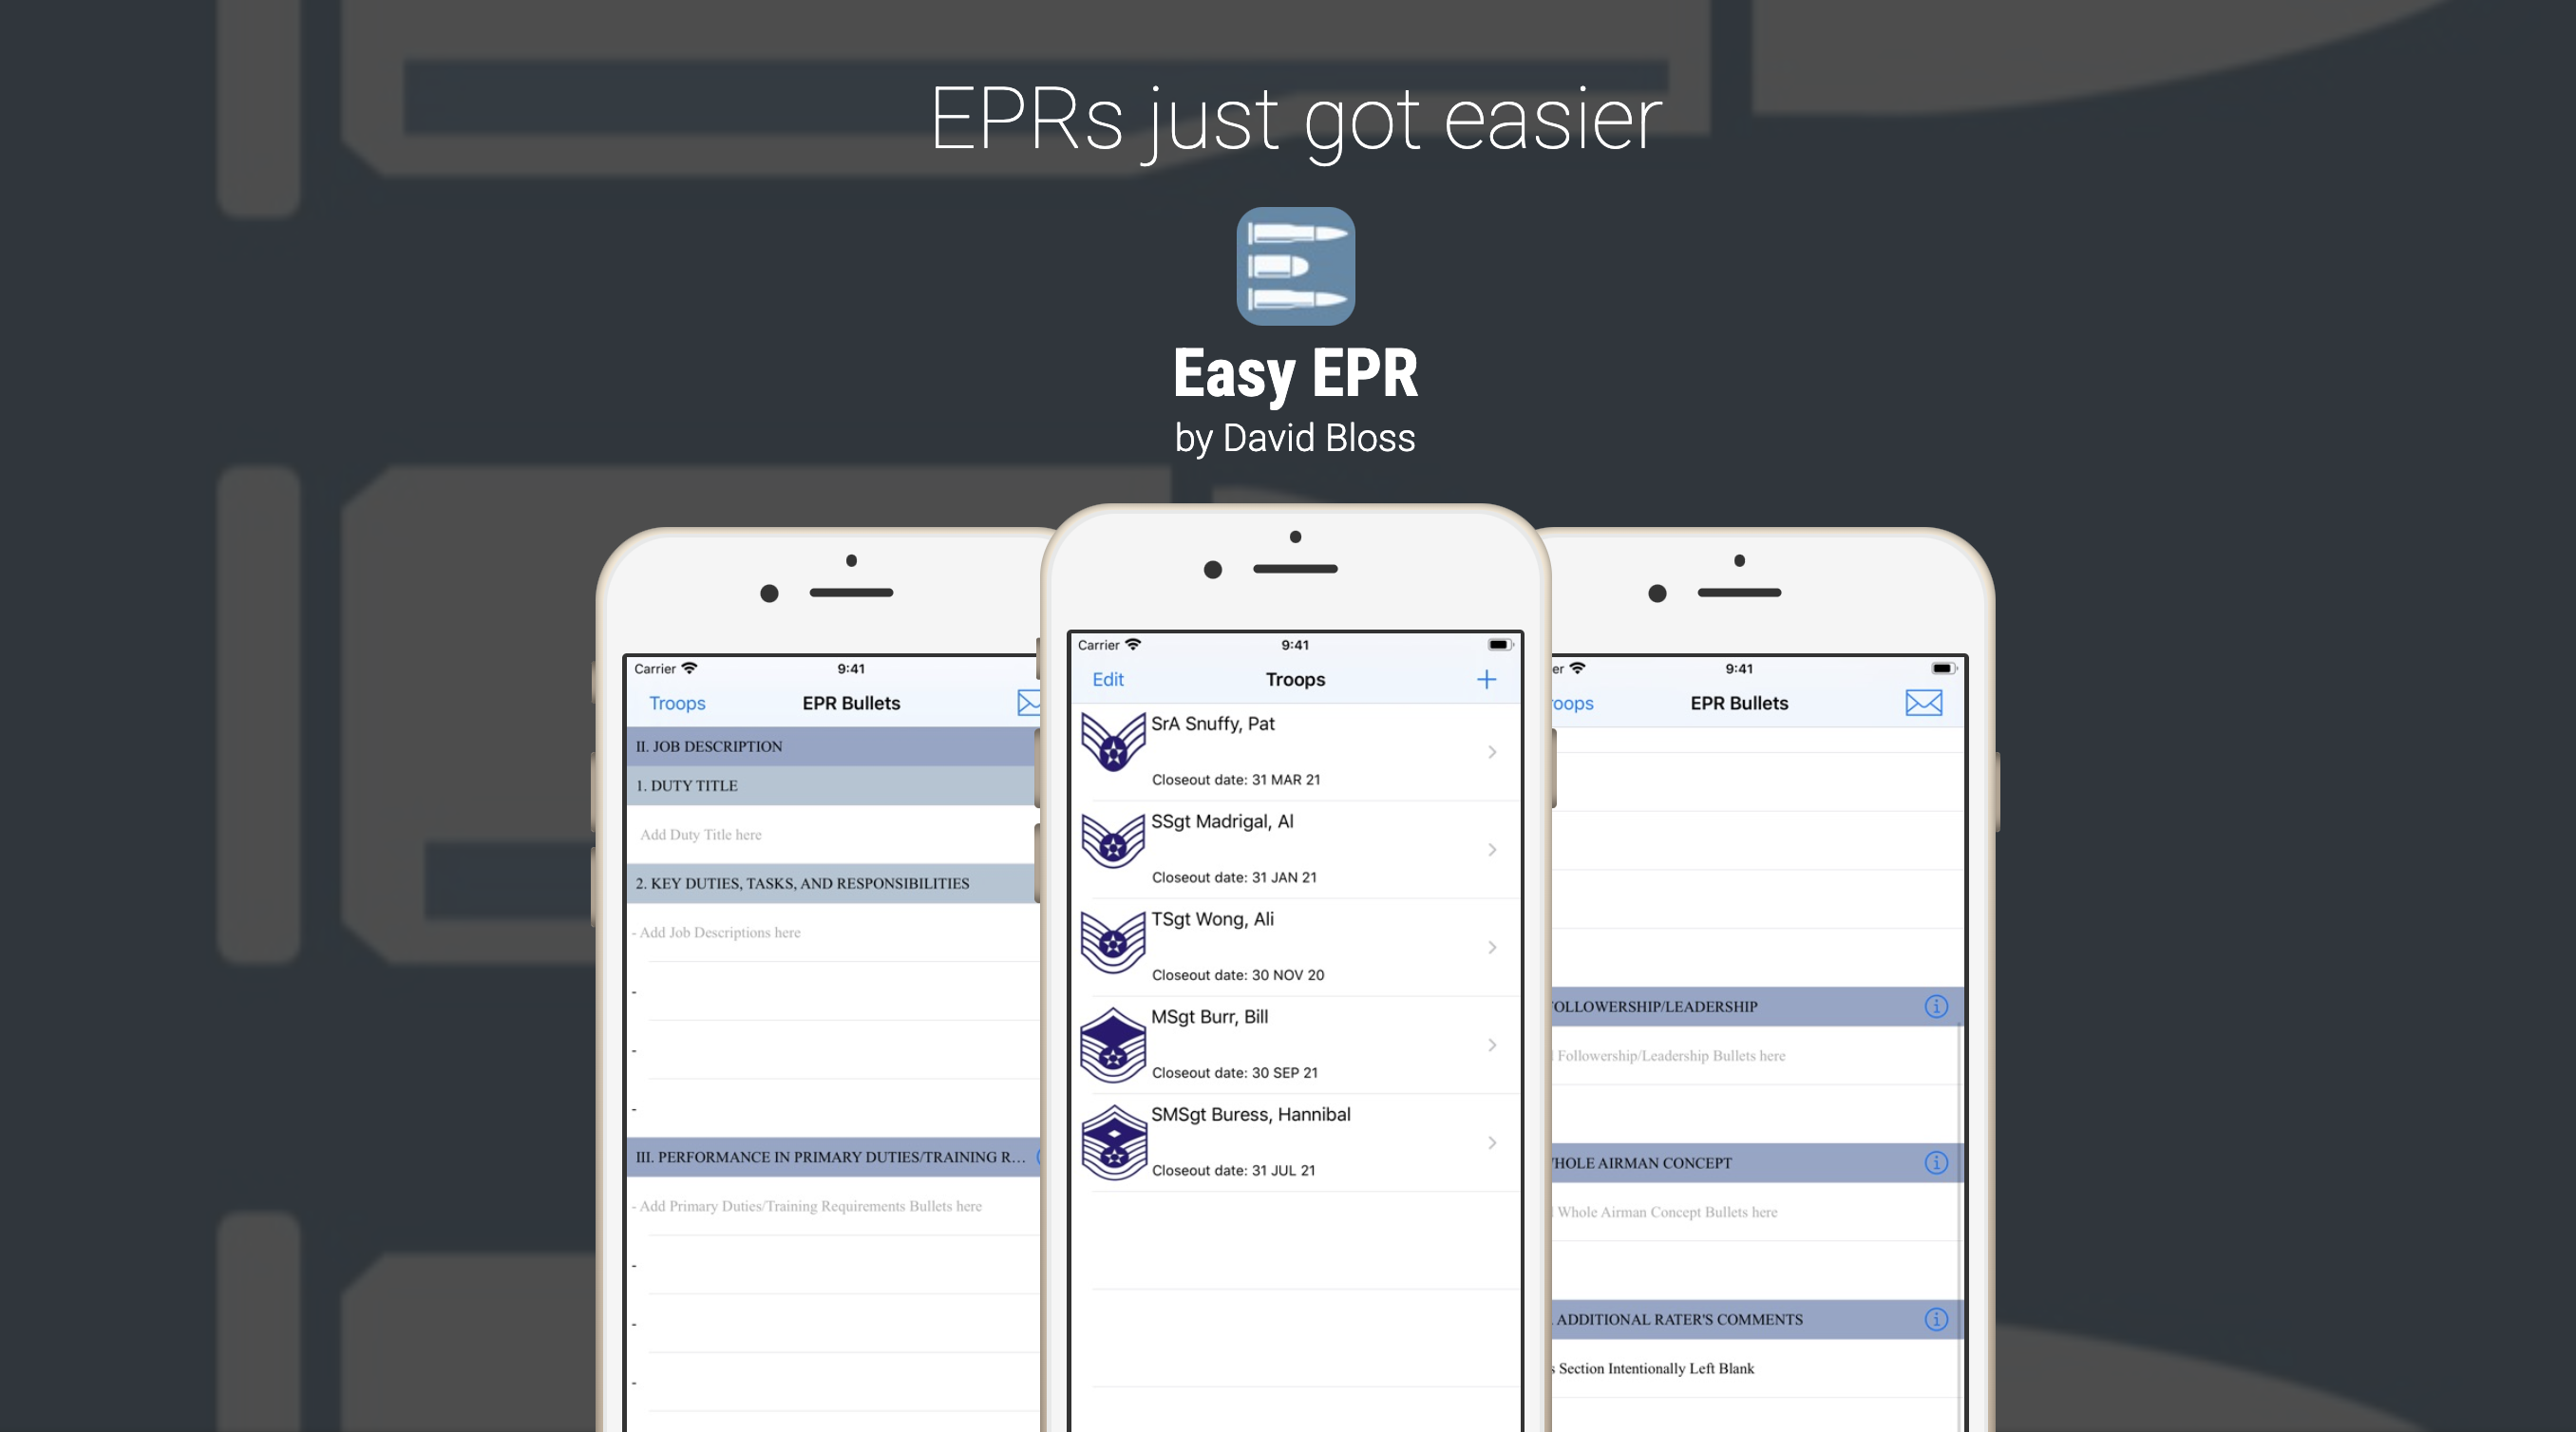 EPRs just got easier
Easy EPR
by David Bloss
Carrier
9:41
Troops
EPR Bullets
II. JOB DESCRIPTION
1. DUTY TITLE
Add Duty Title here
2. KEY DUTIES, TASKS, AND RESPONSIBILITIES
- Add Job Descriptions here
-
-
-
III. PERFORMANCE IN PRIMARY DUTIES/TRAINING R...
- Add Primary Duties/Training Requirements Bullets here
-
-
-
Carrier
9:41
Edit
Troops
+
SrA Snuffy, Pat
Closeout date: 31 MAR 21
SSgt Madrigal, Al
Closeout date: 31 JAN 21
TSgt Wong, Ali
Closeout date: 30 NOV 20
MSgt Burr, Bill
Closeout date: 30 SEP 21
SMSgt Buress, Hannibal
Closeout date: 31 JUL 21
er
9:41
oops
EPR Bullets
OLLOWERSHIP/LEADERSHIP
Followership/Leadership Bullets here
HOLE AIRMAN CONCEPT
Whole Airman Concept Bullets here
ADDITIONAL RATER'S COMMENTS
s Section Intentionally Left Blank